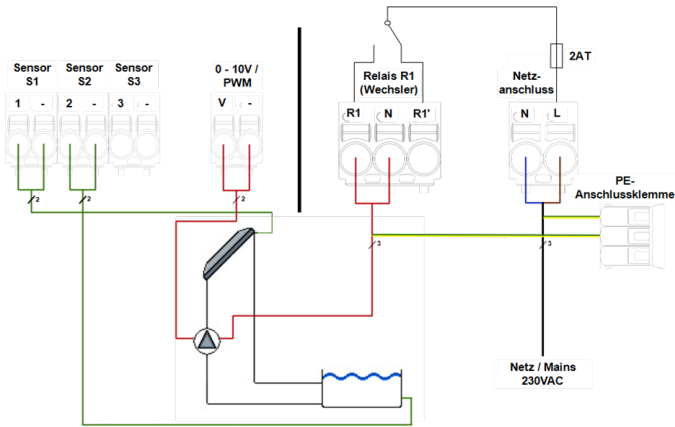 Sensor
S1
Sensor
S2
Sensor
S3
0 - 10V /
PWM
Relais R1
(Wechsler)
2AT
Netz-
anschluss
1 -
2 -
3 -
V -
R1 N R1'
N L
PE-
Anschlussklemme
2
2
2
3
3
Netz / Mains
230VAC